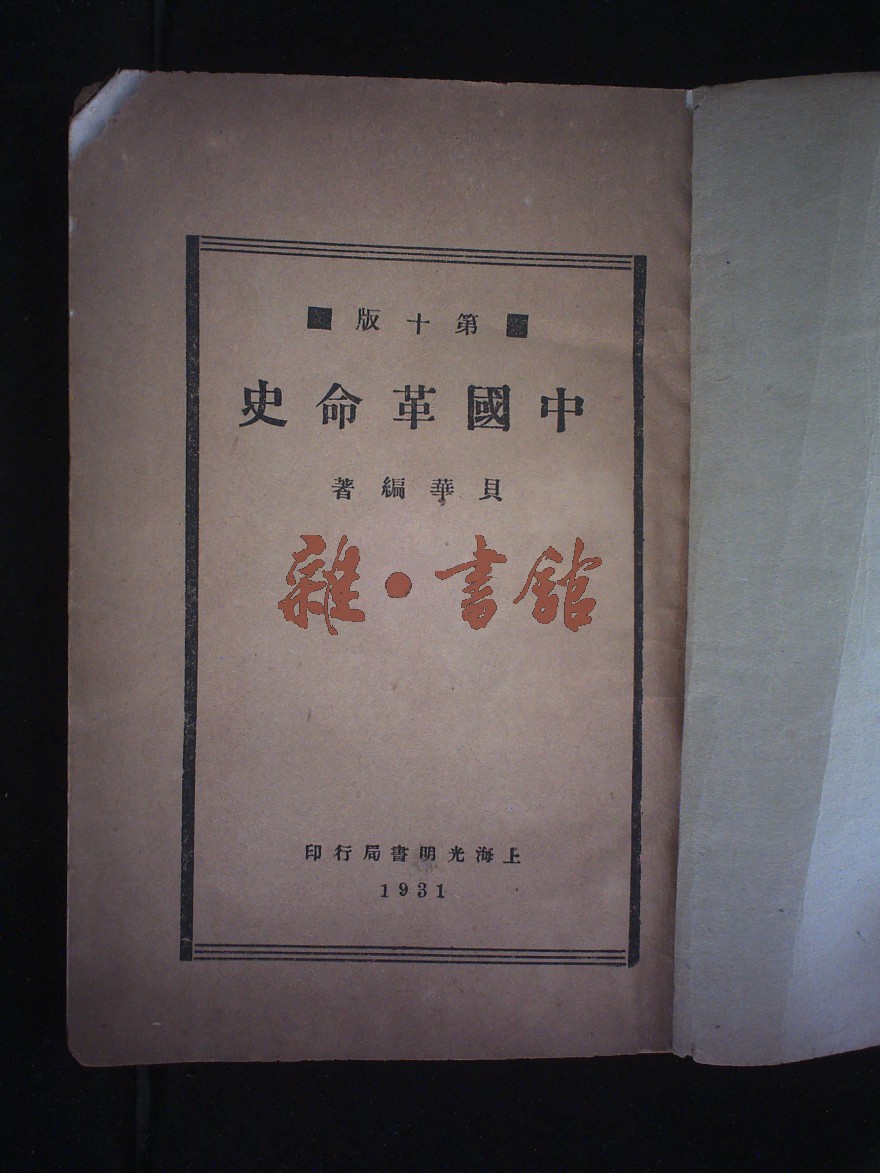 第十版
中國革命史
貝華編著
雜·書館
上海光明書局行印
1931